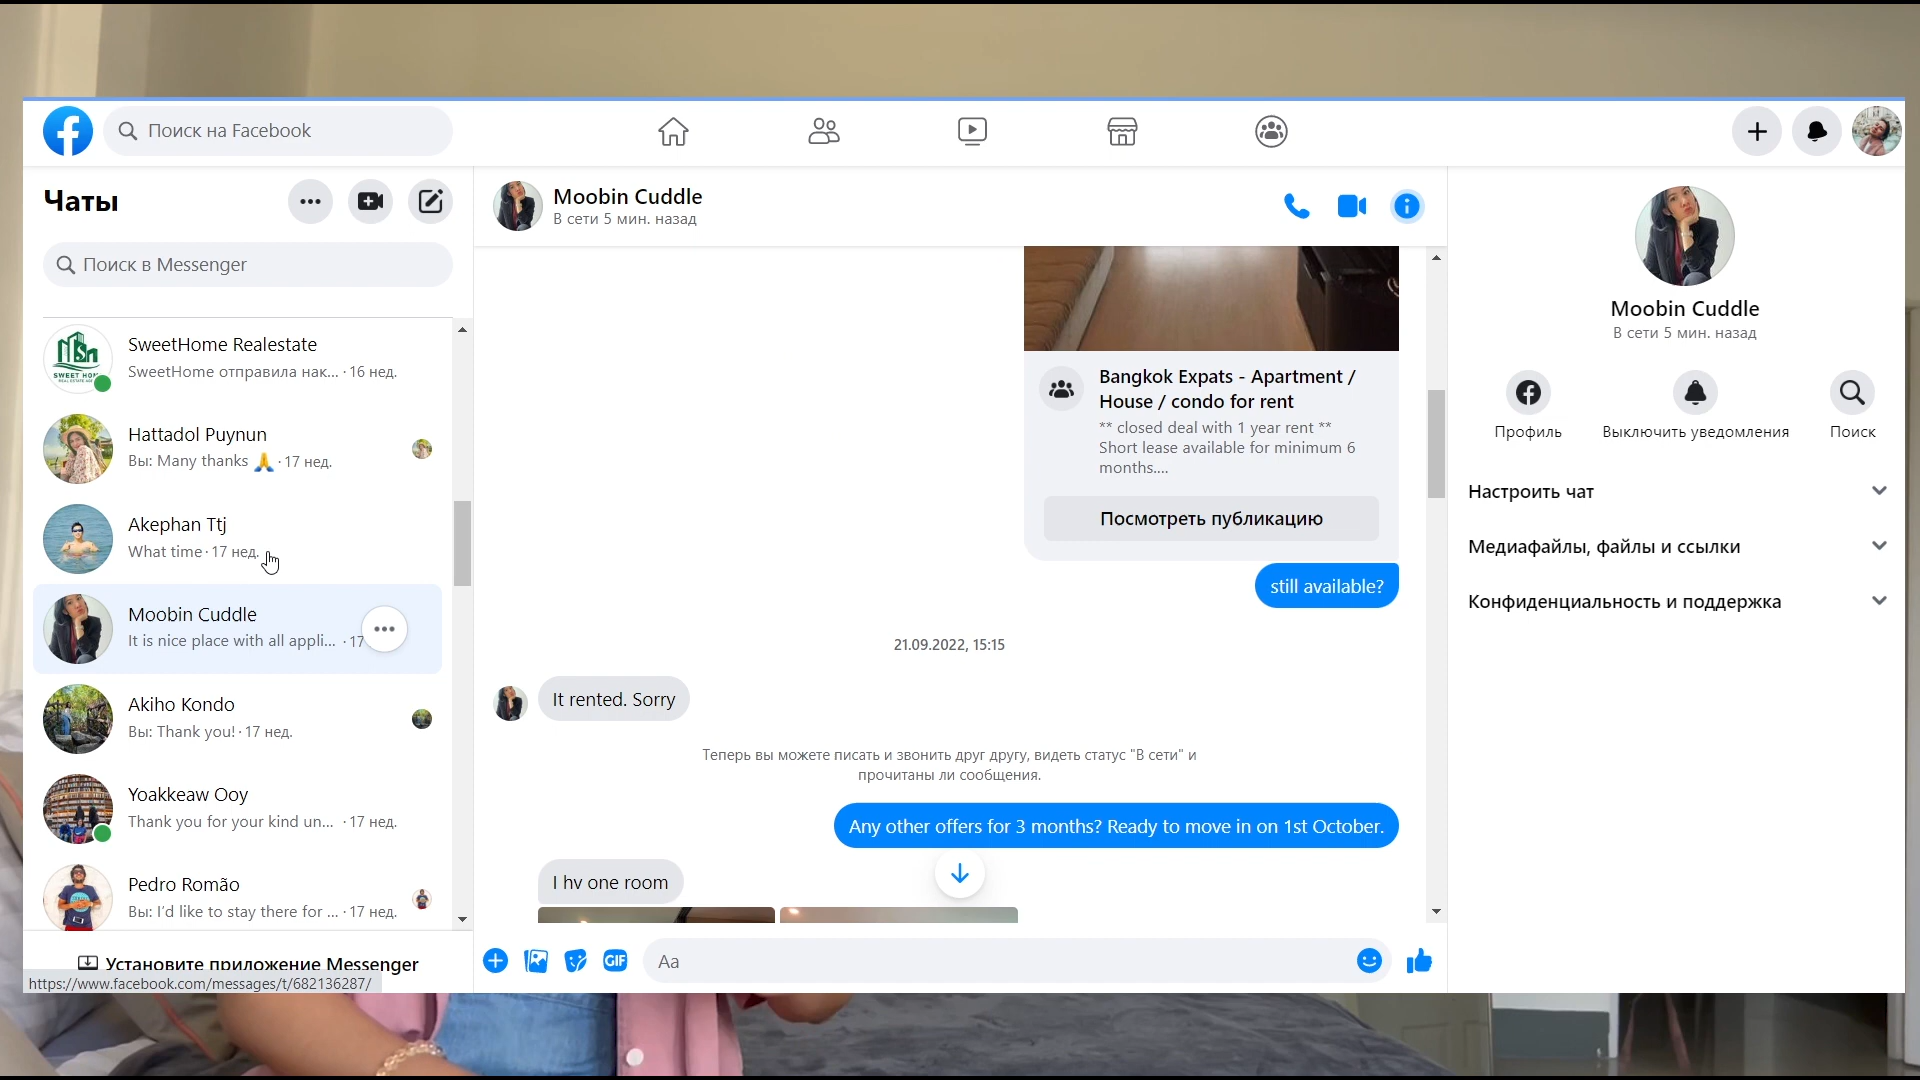 Поиск на Facebook
Чаты
Поиск в Messenger
SWEET HOM
SweetHome Realestate
SweetHome отправила нак... · 16 нед.
Hattadol Puynun
Вы: Many thanks 🙏 · 17 нед.
Akephan Ttj
What time · 17 нед.
Moobin Cuddle
It is nice place with all appli... · 17
Akiho Kondo
Вы: Thank you! · 17 нед.
Yoakkeaw Ooy
Thank you for your kind un... · 17 нед.
Pedro Romão
Вы: I'd like to stay there for ... · 17 нед.
Установите приложение Messenger
https://www.facebook.com/messages/t/682136287/
Moobin Cuddle
В сети 5 мин. назад
Bangkok Expats - Apartment /
House / condo for rent
** closed deal with 1 year rent **
Short lease available for minimum 6
months....
Посмотреть публикацию
still available?
21.09.2022, 15:15
It rented. Sorry
Теперь вы можете писать и звонить друг другу, видеть статус "В сети" и
прочитаны ли сообщения.
Any other offers for 3 months? Ready to move in on 1st October.
I hv one room
GIF
Aa
Moobin Cuddle
В сети 5 мин. назад
Профиль
Выключить уведомления
Поиск
Настроить чат
Медиафайлы, файлы и ссылки
Конфиденциальность и поддержка